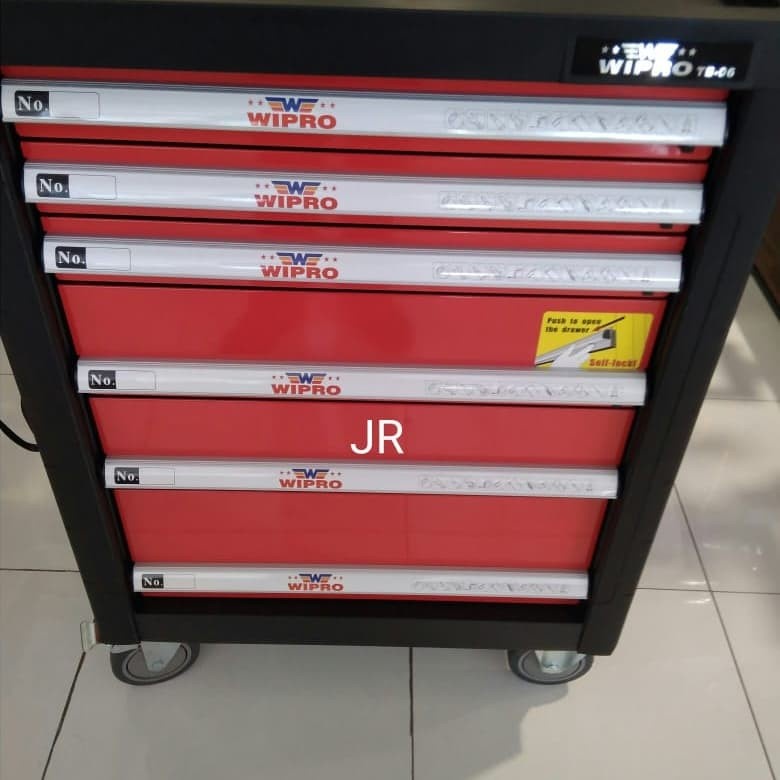 WIPRO TB-06
No. WIPRO
No. WIPRO
No. WIPRO
Push to open
the drawer
Self-lock!
No. WIPRO
JR
No. WIPRO
No. WIPRO